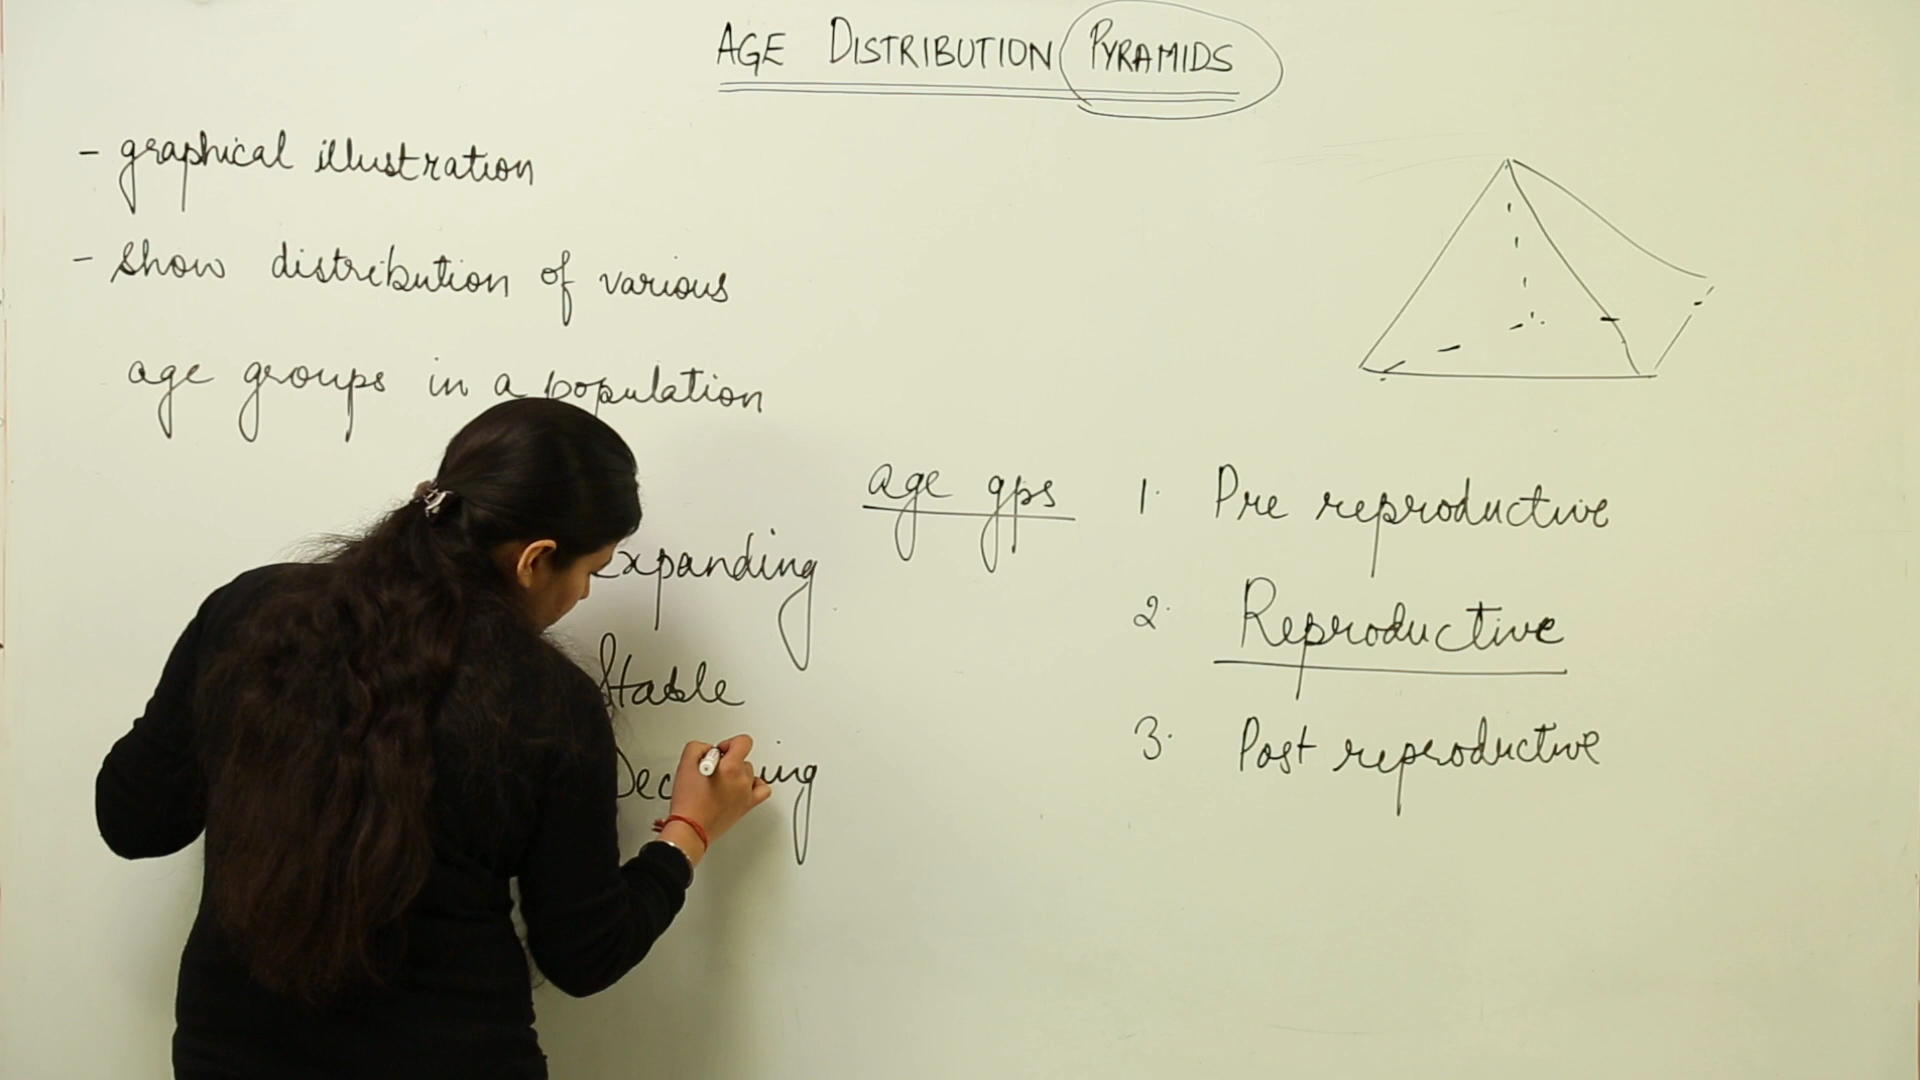 AGE DISTRIBUTION PYRAMIDS
- graphical illustration
- show distribution of various
age groups in a population
age gps
1. Pre reproductive
2. Reproductive
3. Post reproductive
Expanding
Stable